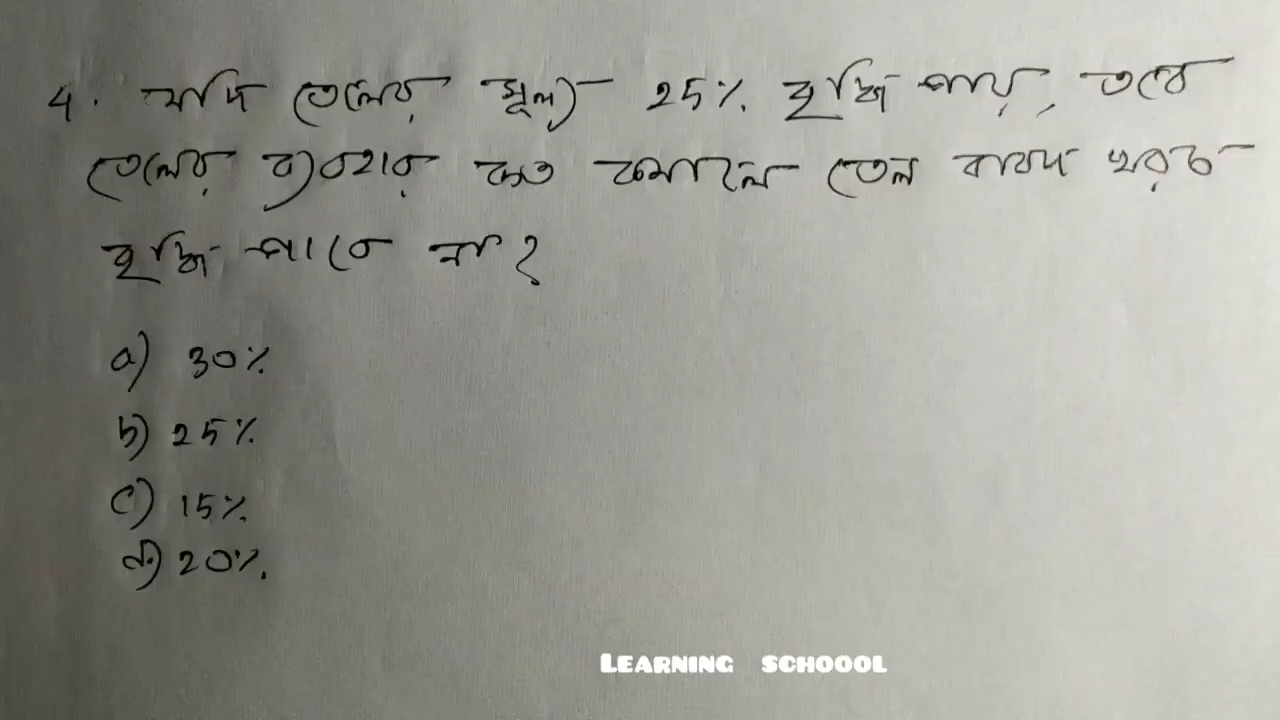 4. যদি তেলের মূল্য 25% বৃদ্ধি পায়, তবে
তেলের ব্যবহার কত কমালে তেল বাবদ খরচ
বৃদ্ধি পাবে না?
a) 30%
b) 25%
c) 15%
d) 20%.
LEARNING SCHOOOL